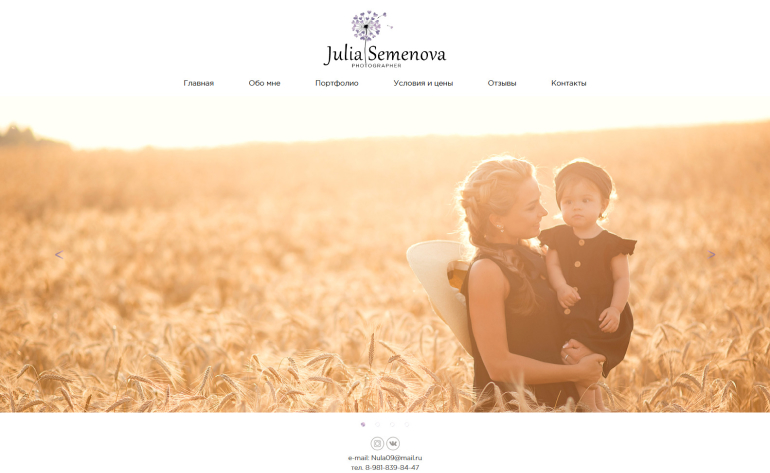 Julia Semenova
PHOTOGRAPHER
Главная Обо мне Портфолио Условия и цены Отзывы Контакты
< >
e-mail: Nula09@mail.ru
тел. 8-981-839-84-47